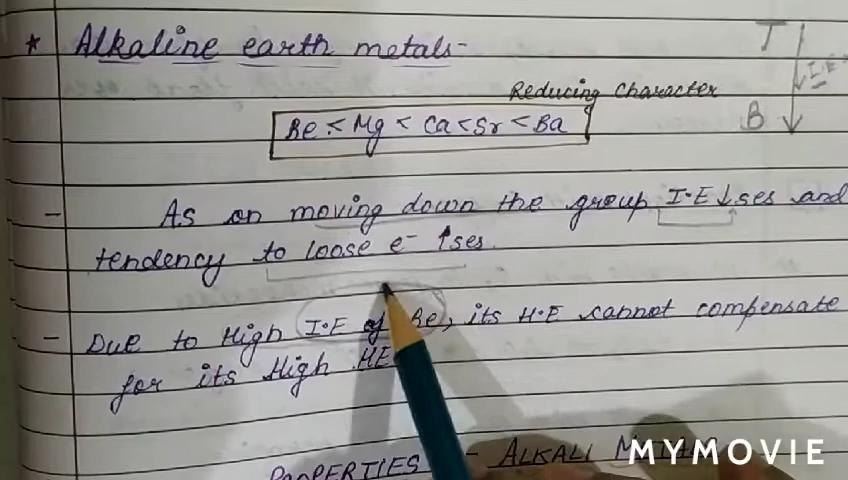 * Alkaline earth metals-
T
I.E
Reducing Character
B
Be < Mg < Ca < Sr < Ba
- As on moving down the group I.E ↓ses and
tendency to loose e⁻ ↑ses.
- Due to High I.E of Be, its H.E cannot compensate
for its High HE
PROPERTIES - ALKALI
MYMOVIE